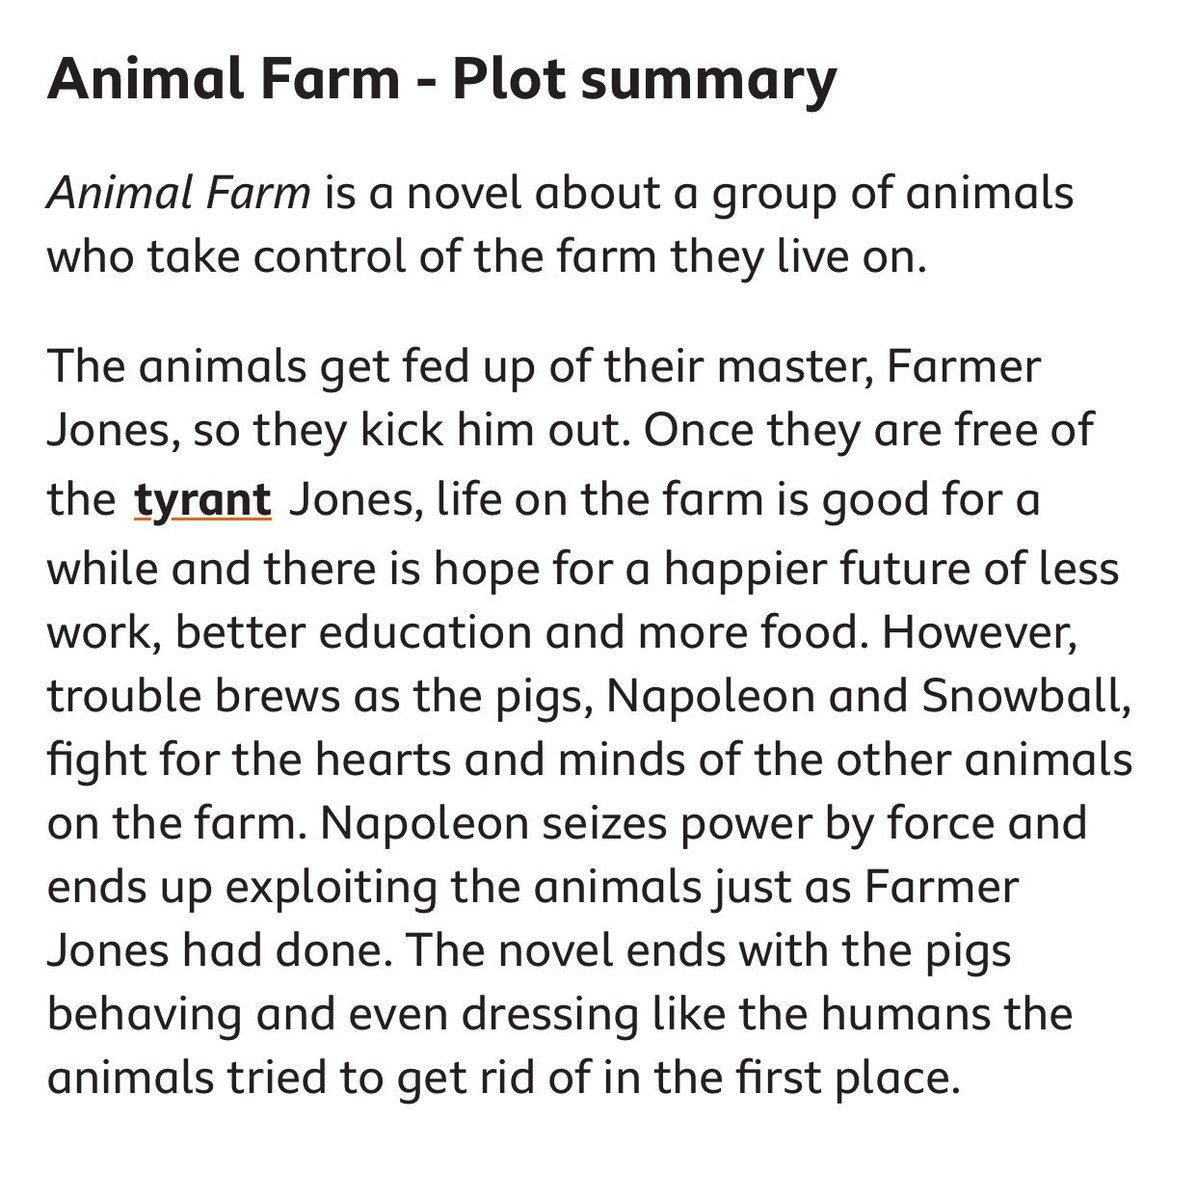 Animal Farm - Plot summary
Animal Farm is a novel about a group of animals
who take control of the farm they live on.
The animals get fed up of their master, Farmer
Jones, so they kick him out. Once they are free of
the tyrant Jones, life on the farm is good for a
while and there is hope for a happier future of less
work, better education and more food. However,
trouble brews as the pigs, Napoleon and Snowball,
fight for the hearts and minds of the other animals
on the farm. Napoleon seizes power by force and
ends up exploiting the animals just as Farmer
Jones had done. The novel ends with the pigs
behaving and even dressing like the humans the
animals tried to get rid of in the first place.